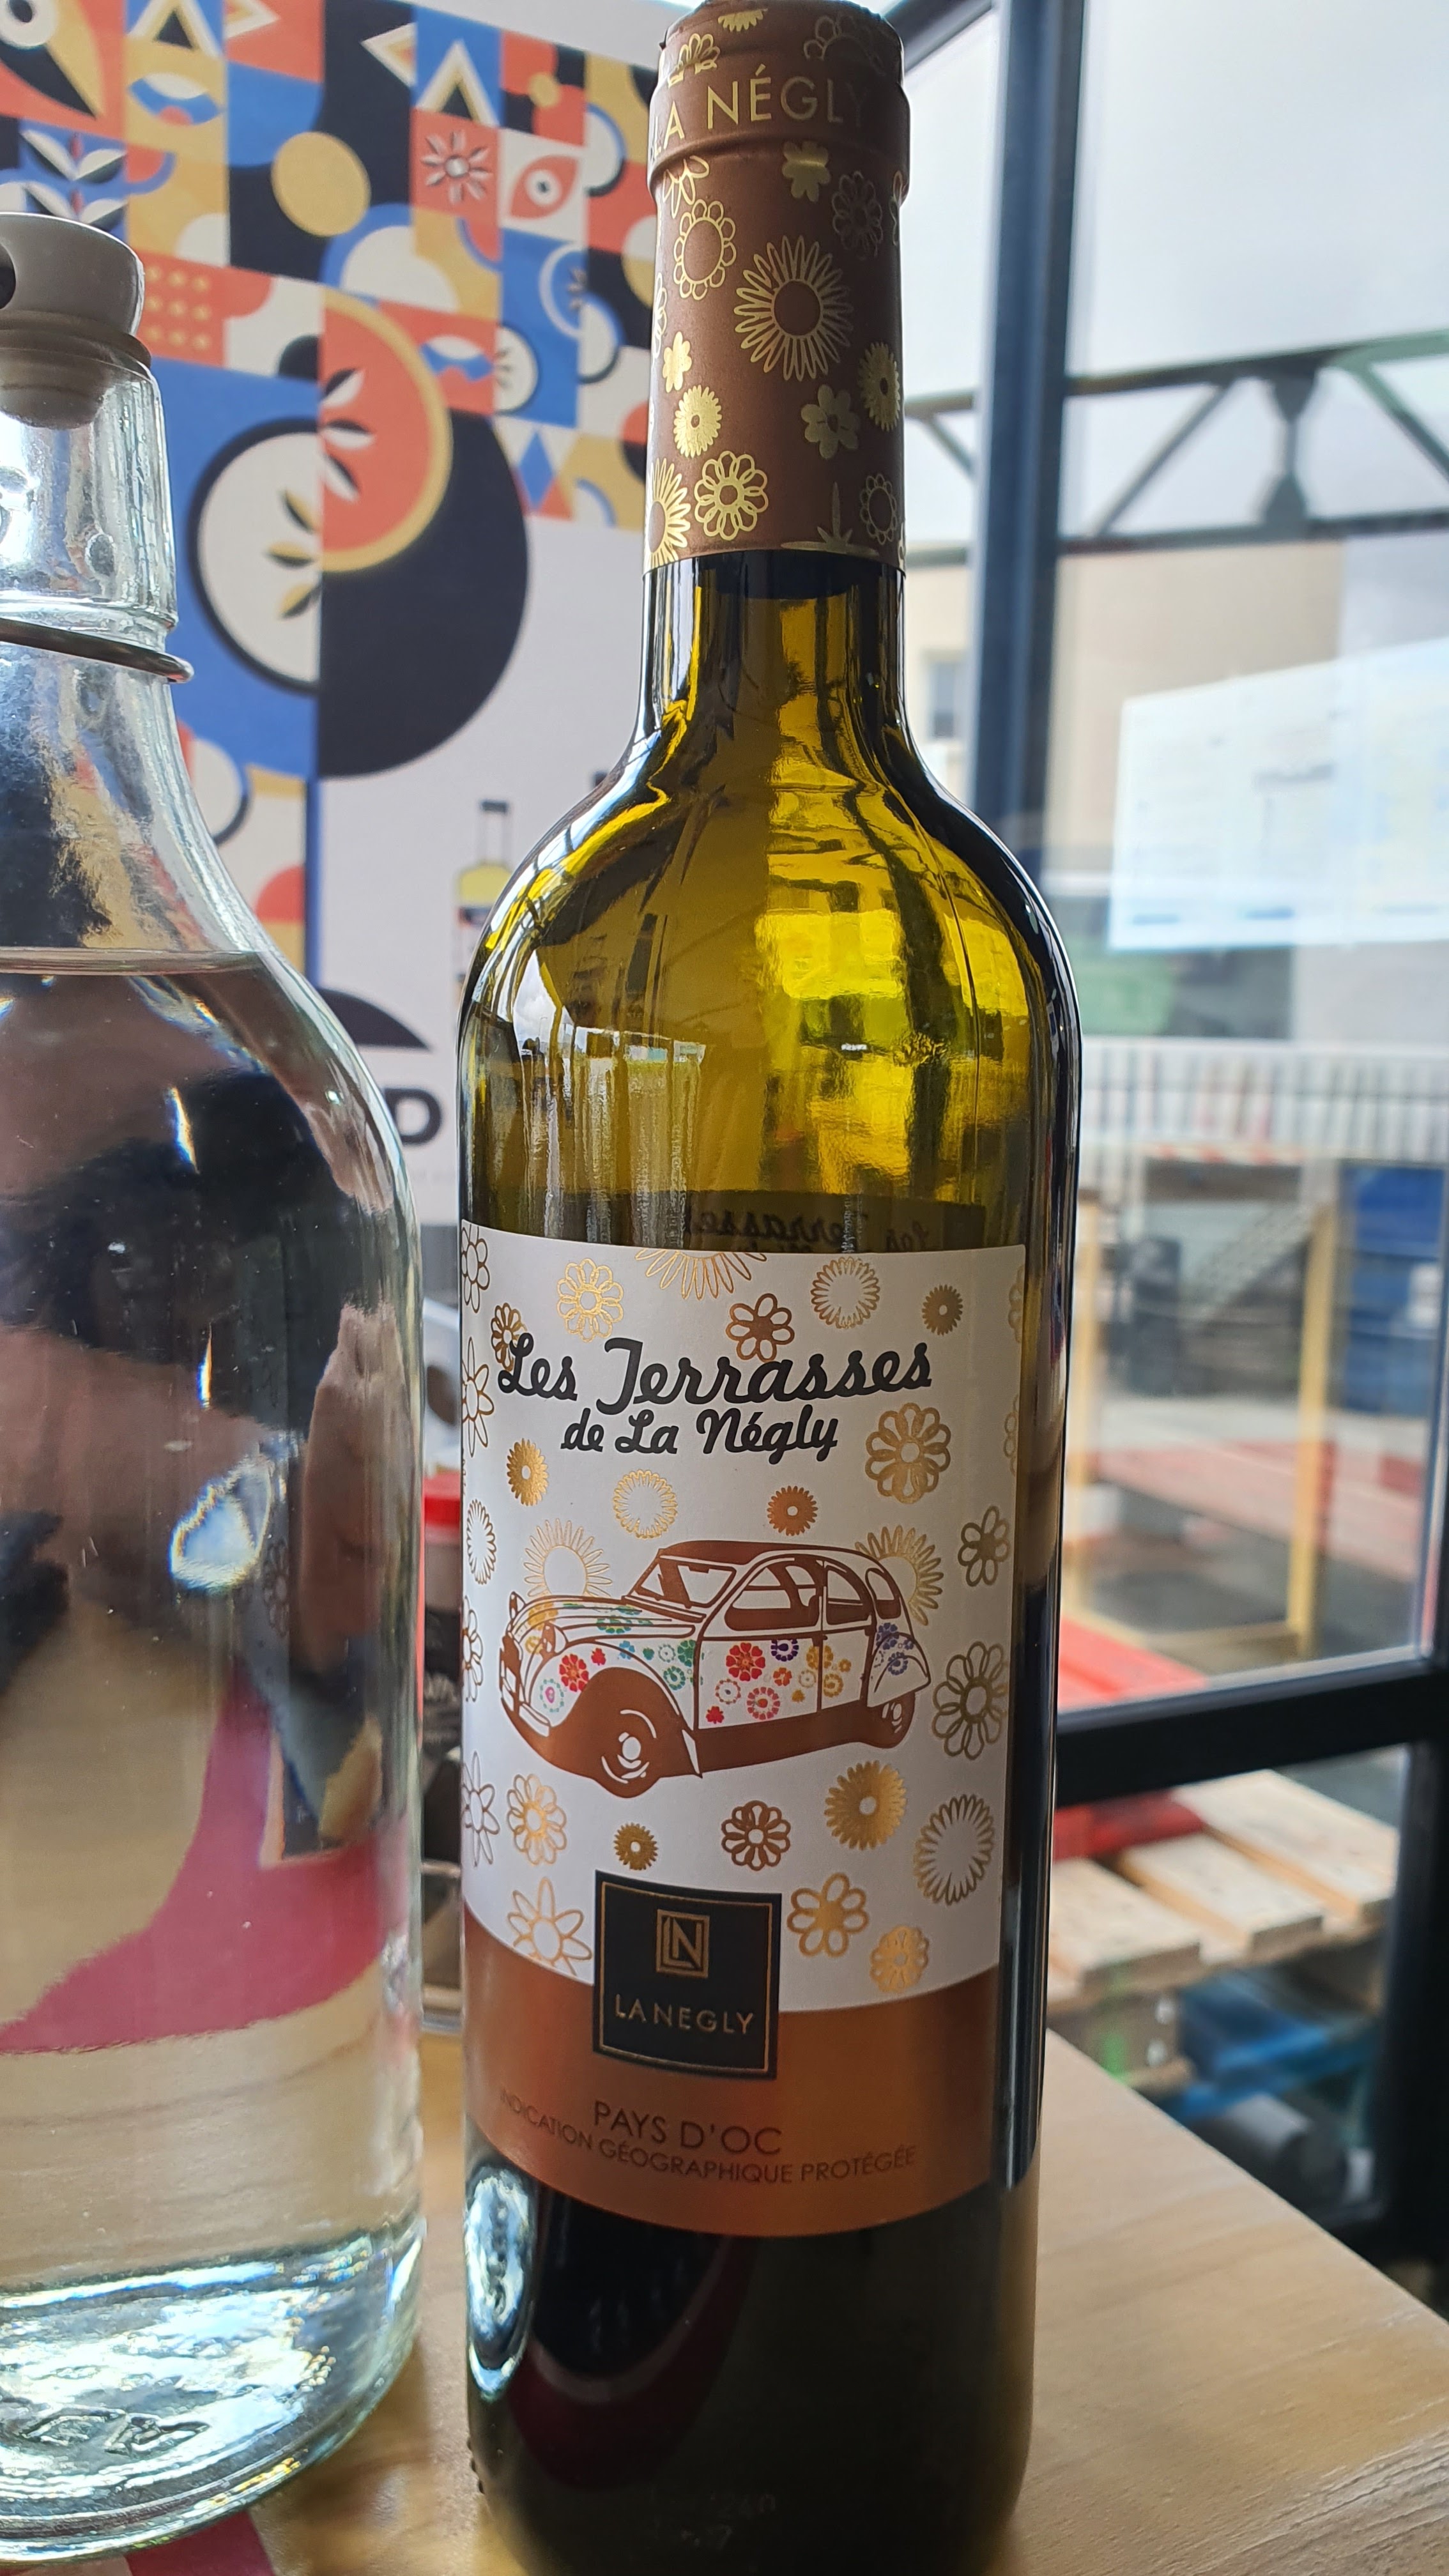 LA NÉGLY
Les Terrasses
de La Négly
LN
LA NEGLY
PAYS D'OC
INDICATION GÉOGRAPHIQUE PROTÉGÉE